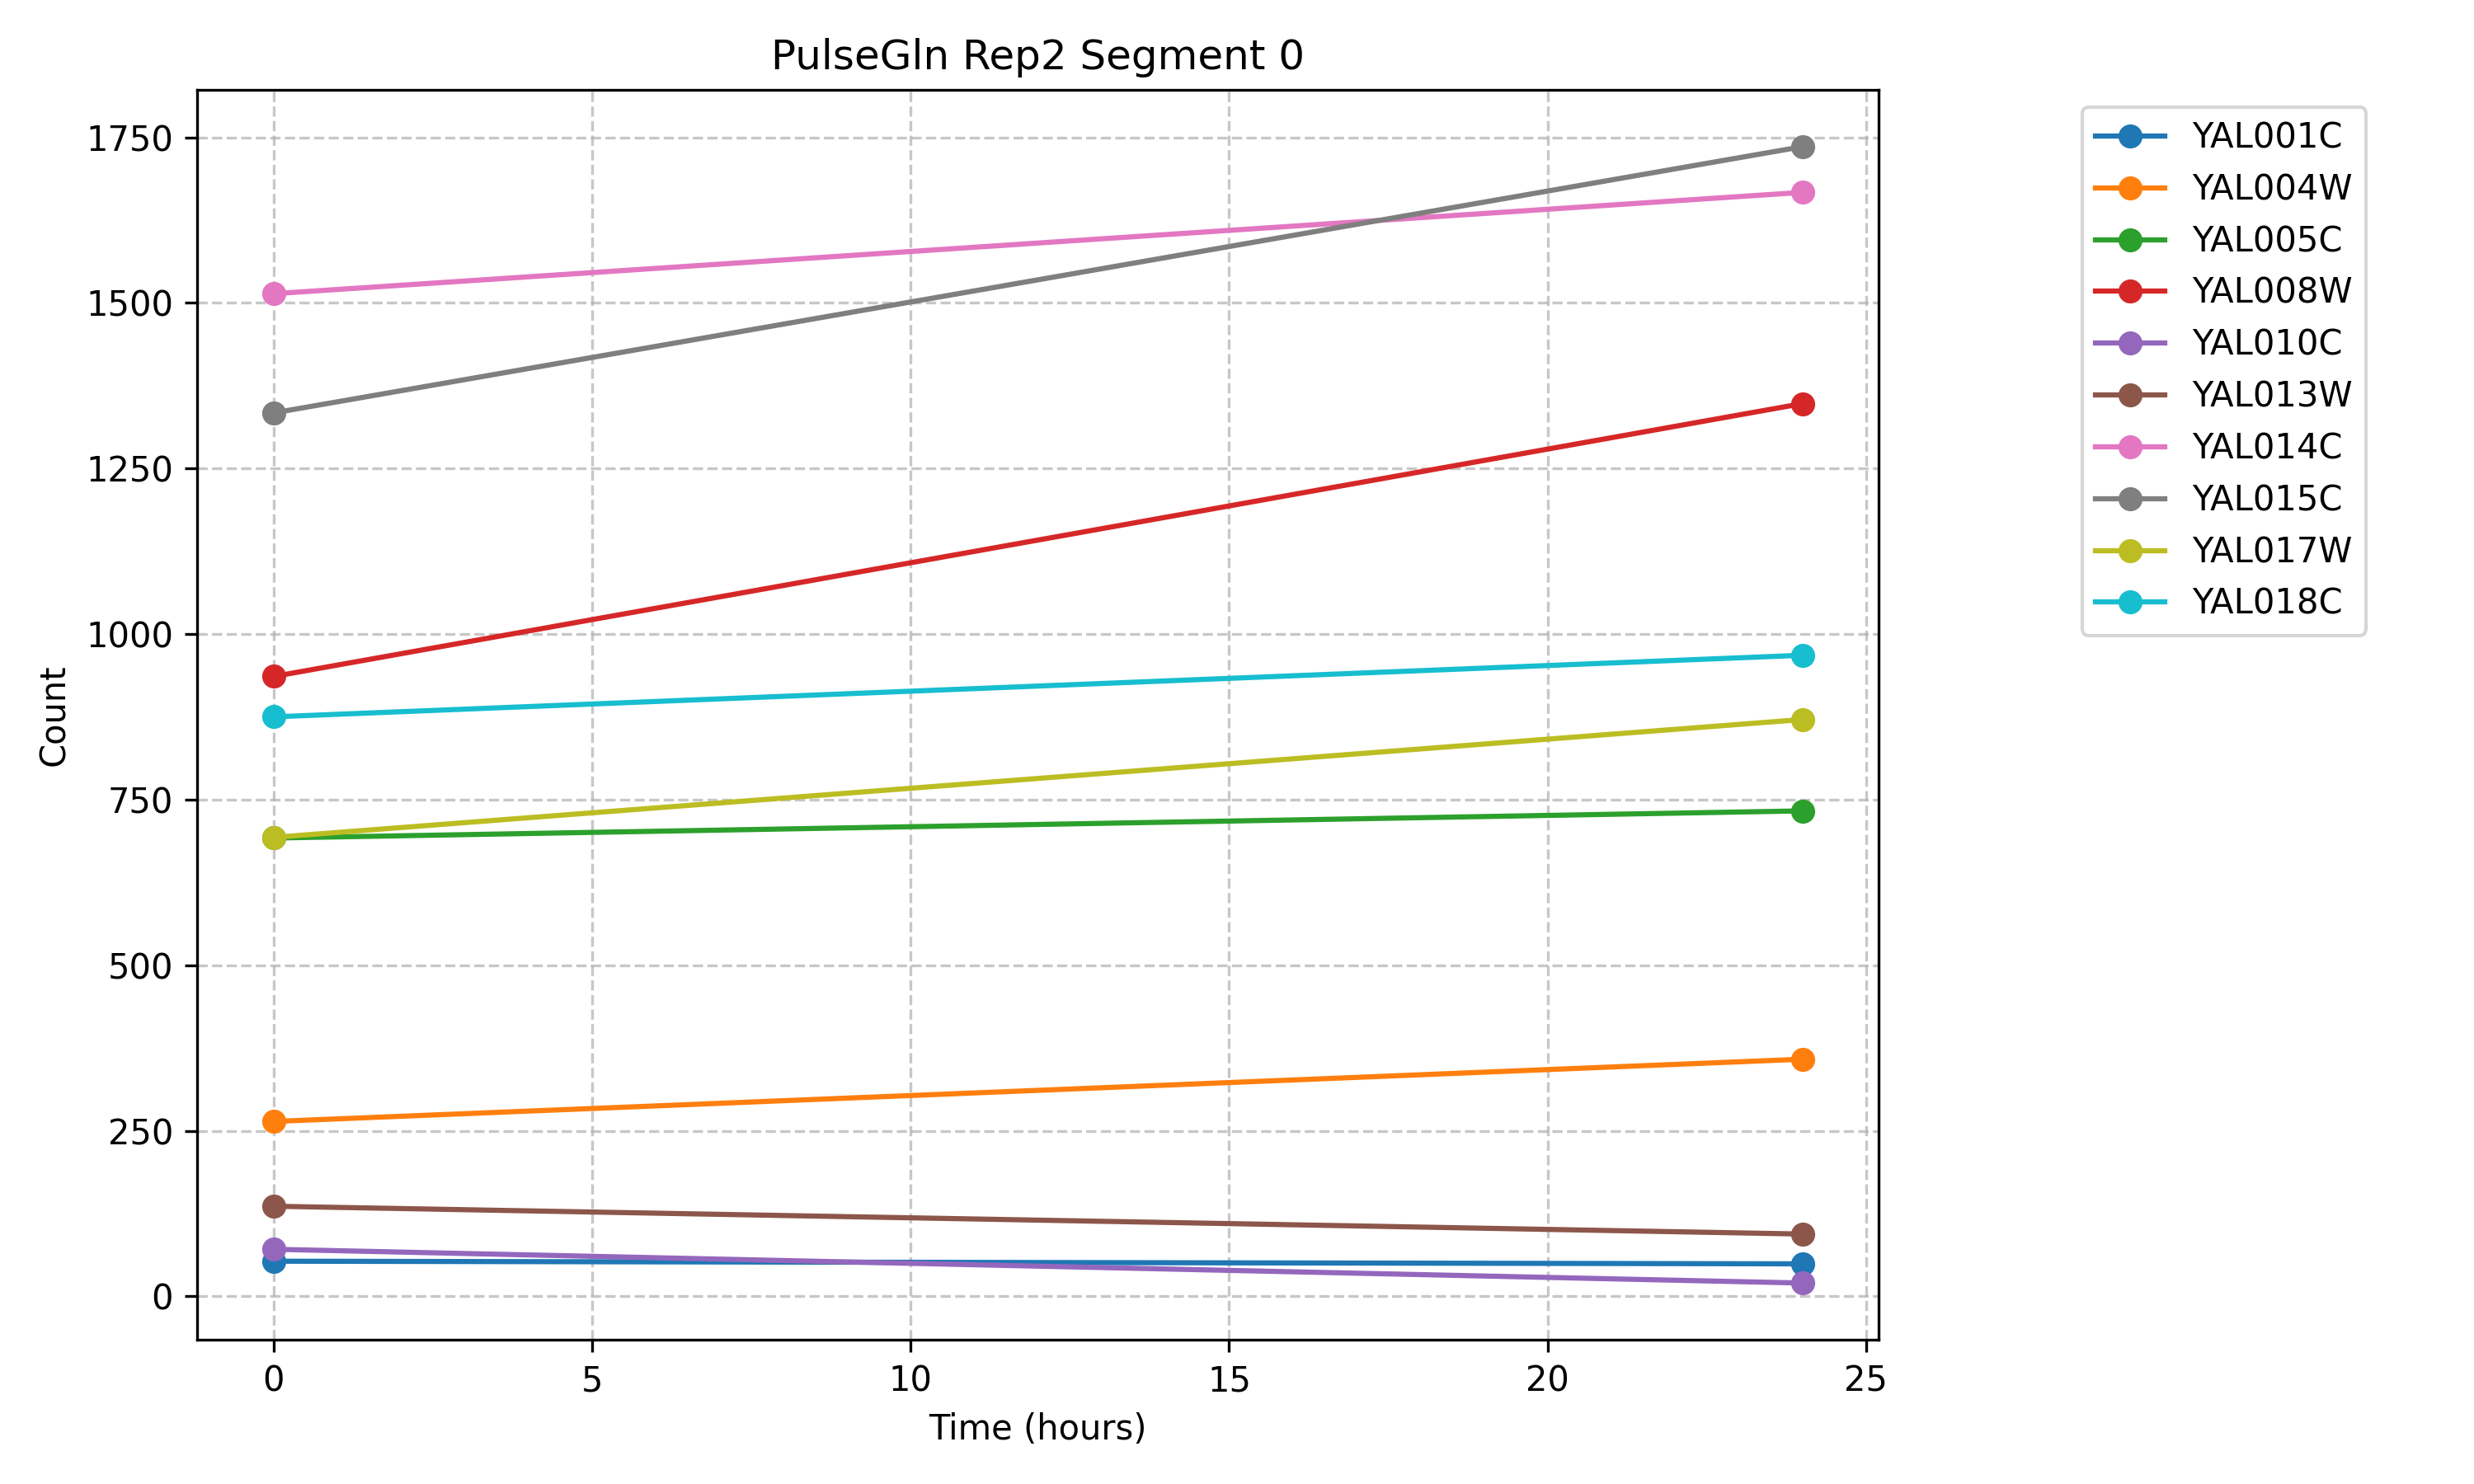 PulseGln Rep2 Segment 0
1750
1500
1250
1000
750
500
250
0
Count
0 5 10 15 20 25
Time (hours)
YAL001C
YAL004W
YAL005C
YAL008W
YAL010C
YAL013W
YAL014C
YAL015C
YAL017W
YAL018C